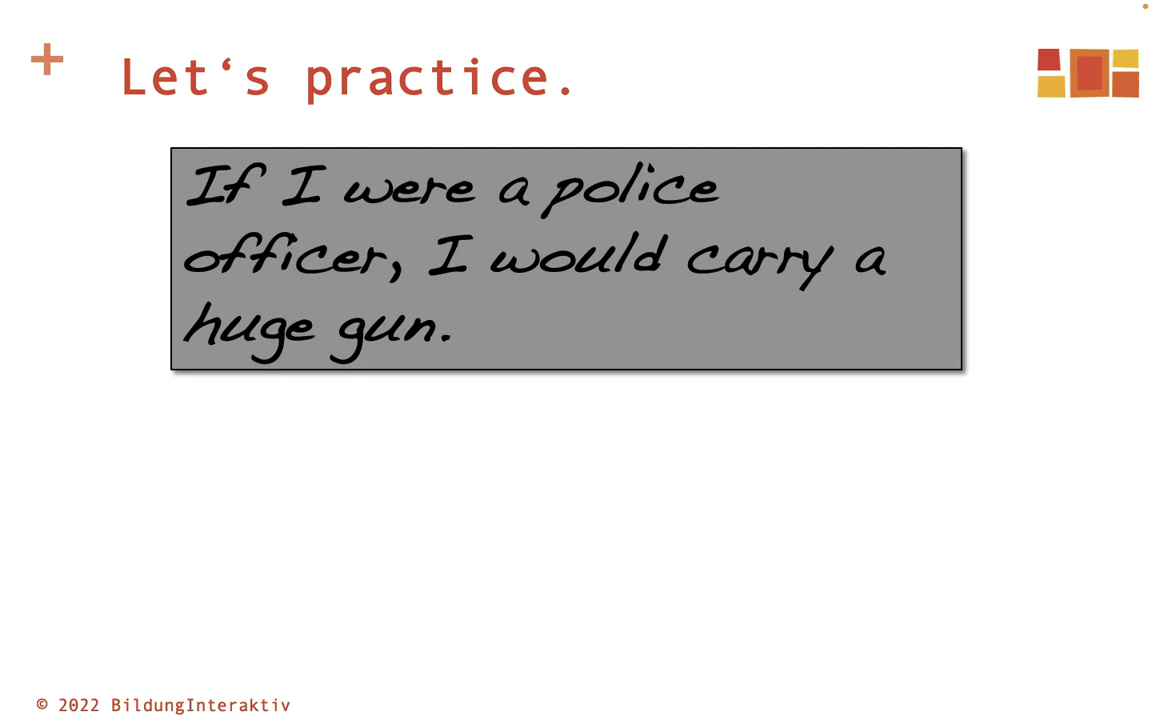 Let‘s practice.
If I were a police
officer, I would carry a
huge gun.
© 2022 BildungInteraktiv